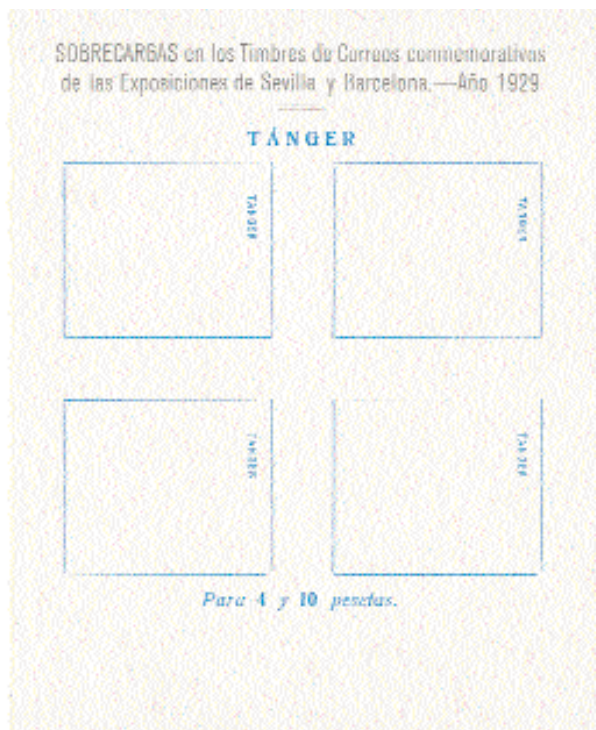 SOBRECARGAS en los Timbres de Correos conmemorativos
de las Exposiciones de Sevilla y Barcelona.—Año 1929
TÁNGER
TANGER
TANGER
TANGER
TANGER
Para 4 y 10 pesetas.